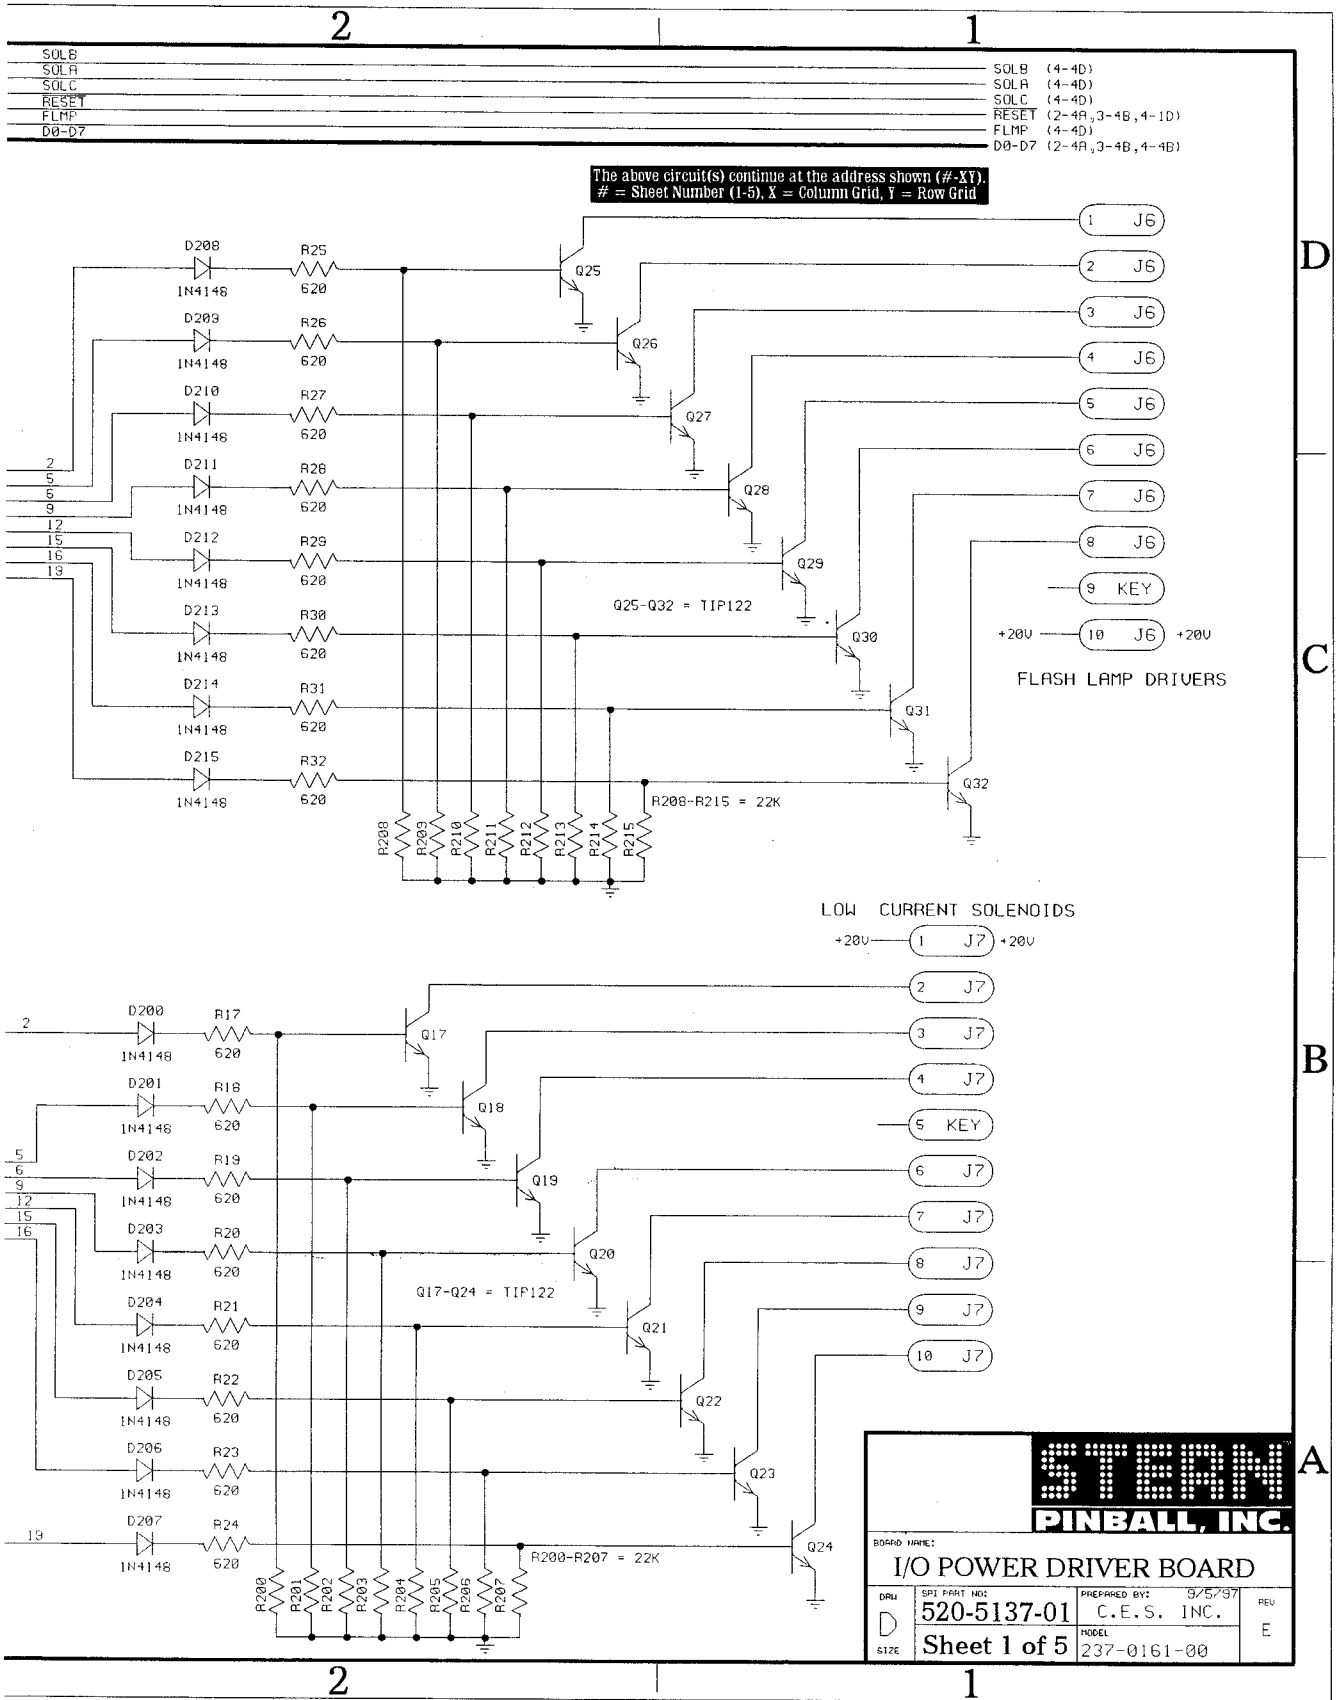 2 1
SOLB
SOLA
SOLC
RESET
FLMP
D0-D7
SOLB (4-4D)
SOLA (4-4D)
SOLC (4-4D)
RESET (2-4A,3-4B,4-1D)
FLMP (4-4D)
D0-D7 (2-4A,3-4B,4-4B)
The above circuit(s) continue at the address shown (#-XY).
# = Sheet Number (1-5), X = Column Grid, Y = Row Grid
1 J6
2 J6
3 J6
4 J6
5 J6
6 J6
7 J6
8 J6
9 KEY
+20V 10 J6 +20V
FLASH LAMP DRIVERS
D
C
D208 R25
1N4148 620
Q25
D209 R26
1N4148 620
Q26
D210 R27
1N4148 620
Q27
D211 R28
1N4148 620
Q28
D212 R29
1N4148 620
Q29
D213 R30
1N4148 620
Q30
D214 R31
1N4148 620
Q31
D215 R32
1N4148 620
Q32
2
5
6
9
12
15
16
19
Q25-Q32 = TIP122
R208-R215 = 22K
R208 R209 R210 R211 R212 R213 R214 R215
LOW CURRENT SOLENOIDS
+20V 1 J7 +20V
2 J7
3 J7
4 J7
5 KEY
6 J7
7 J7
8 J7
9 J7
10 J7
B
A
2
D200 R17
1N4148 620
Q17
D201 R18
1N4148 620
Q18
5
6
9
12
15
16
D202 R19
1N4148 620
Q19
D203 R20
1N4148 620
Q20
Q17-Q24 = TIP122
D204 R21
1N4148 620
Q21
D205 R22
1N4148 620
Q22
D206 R23
1N4148 620
Q23
19
D207 R24
1N4148 620
Q24
R200-R207 = 22K
R200 R201 R202 R203 R204 R205 R206 R207
STERN
PINBALL, INC.
BOARD NAME:
I/O POWER DRIVER BOARD
DRW
D
SIZE
SPI PART NO:
520-5137-01
Sheet 1 of 5
PREPARED BY: 9/5/97
C.E.S. INC.
MODEL
237-0161-00
REV
E
2 1